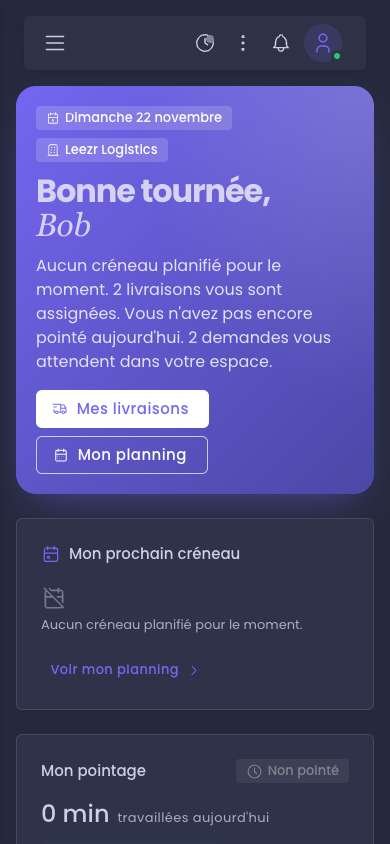 Dimanche 22 novembre
Leezr Logistics
Bonne tournée,
Bob
Aucun créneau planifié pour le
moment. 2 livraisons vous sont
assignées. Vous n'avez pas encore
pointé aujourd'hui. 2 demandes vous
attendent dans votre espace.
Mes livraisons
Mon planning
Mon prochain créneau
Aucun créneau planifié pour le moment.
Voir mon planning
Mon pointage
Non pointé
0 min travaillées aujourd'hui